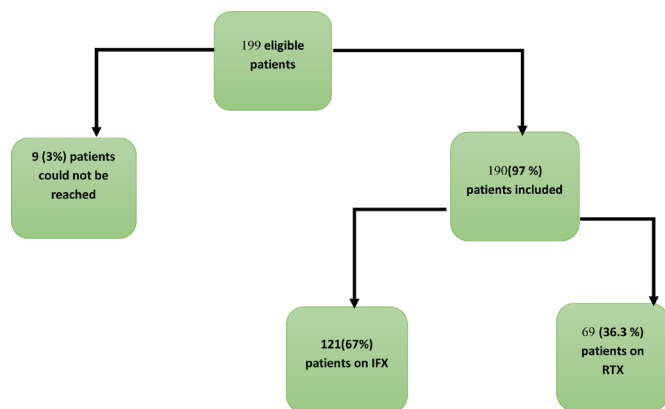 199 eligible
patients
9 (3%) patients
could not be
reached
190(97 %)
patients included
121(67%)
patients on IFX
69 (36.3 %)
patients on
RTX